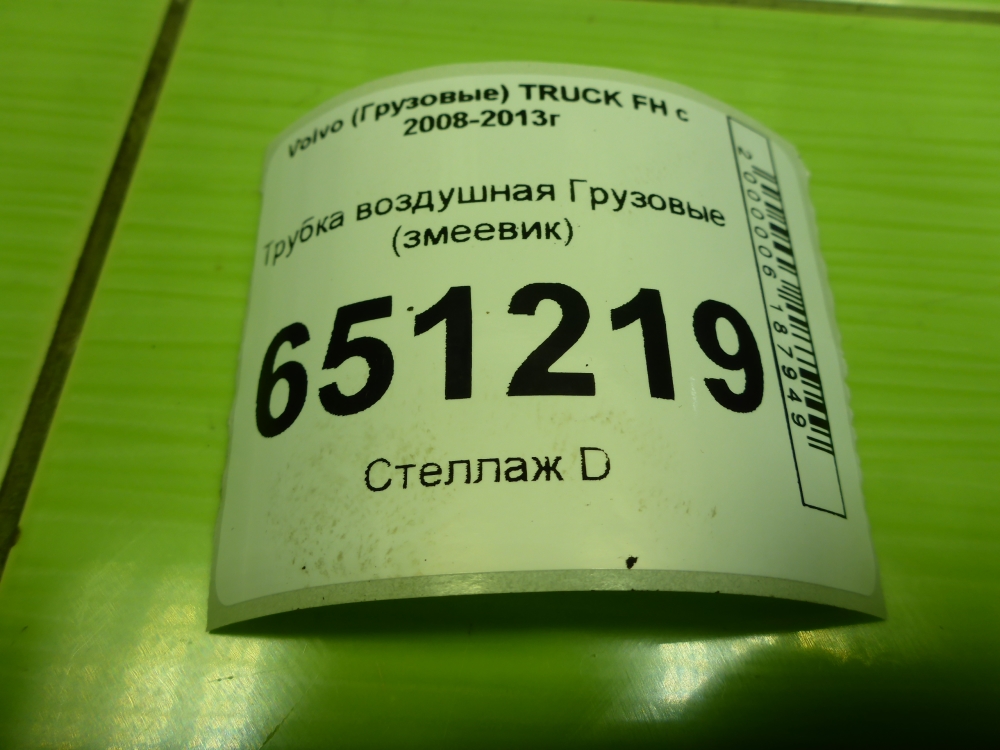 Volvo (Грузовые) TRUCK FH с
2008-2013г
Трубка воздушная Грузовые
(змеевик)
651219
Стеллаж D
2000006187949